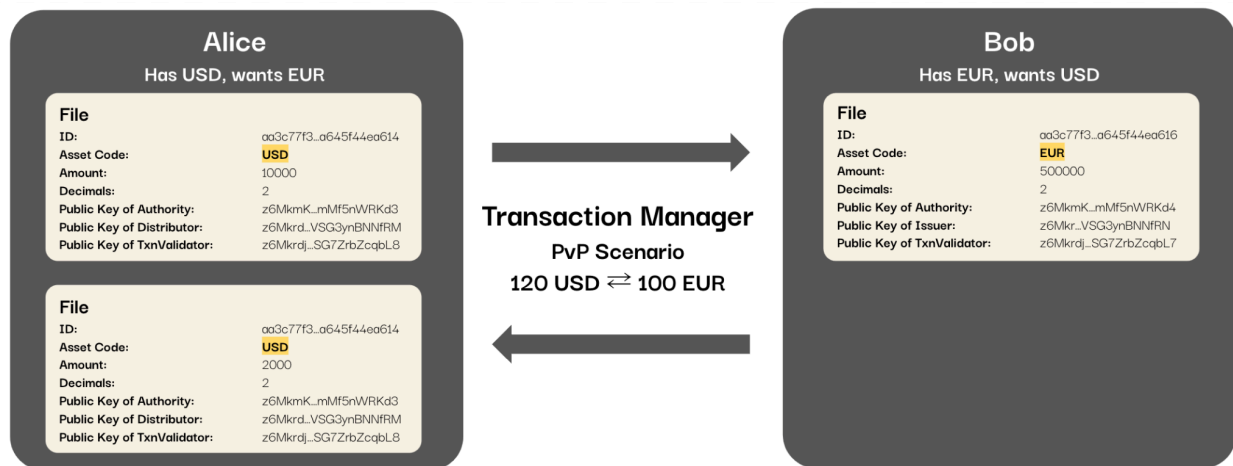 Alice
Has USD, wants EUR
File
ID: aa3c77f3...a645f44ea614
Asset Code: USD
Amount: 10000
Decimals: 2
Public Key of Authority: z6MkmK...mMf5nWRKd3
Public Key of Distributor: z6Mkrd...VSG3ynBNNfRM
Public Key of TxnValidator: z6Mkrdj...SG7ZrbZcqbL8
File
ID: aa3c77f3...a645f44ea614
Asset Code: USD
Amount: 2000
Decimals: 2
Public Key of Authority: z6MkmK...mMf5nWRKd3
Public Key of Distributor: z6Mkrd...VSG3ynBNNfRM
Public Key of TxnValidator: z6Mkrdj...SG7ZrbZcqbL8
Transaction Manager
PvP Scenario
120 USD ⇄ 100 EUR
Bob
Has EUR, wants USD
File
ID: aa3c77f3...a645f44ea616
Asset Code: EUR
Amount: 500000
Decimals: 2
Public Key of Authority: z6MkmK...mMf5nWRKd4
Public Key of Issuer: z6Mkr...VSG3ynBNNfRN
Public Key of TxnValidator: z6Mkrdj...SG7ZrbZcqbL7